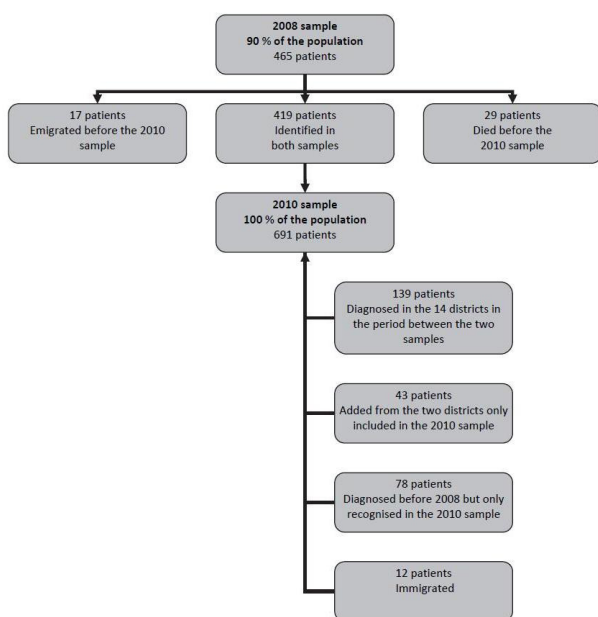 2008 sample
90 % of the population
465 patients
17 patients
Emigrated before the 2010
sample
419 patients
Identified in
both samples
29 patients
Died before the
2010 sample
2010 sample
100 % of the population
691 patients
139 patients
Diagnosed in the 14 districts in
the period between the two
samples
43 patients
Added from the two districts only
included in the 2010 sample
78 patients
Diagnosed before 2008 but only
recognised in the 2010 sample
12 patients
Immigrated